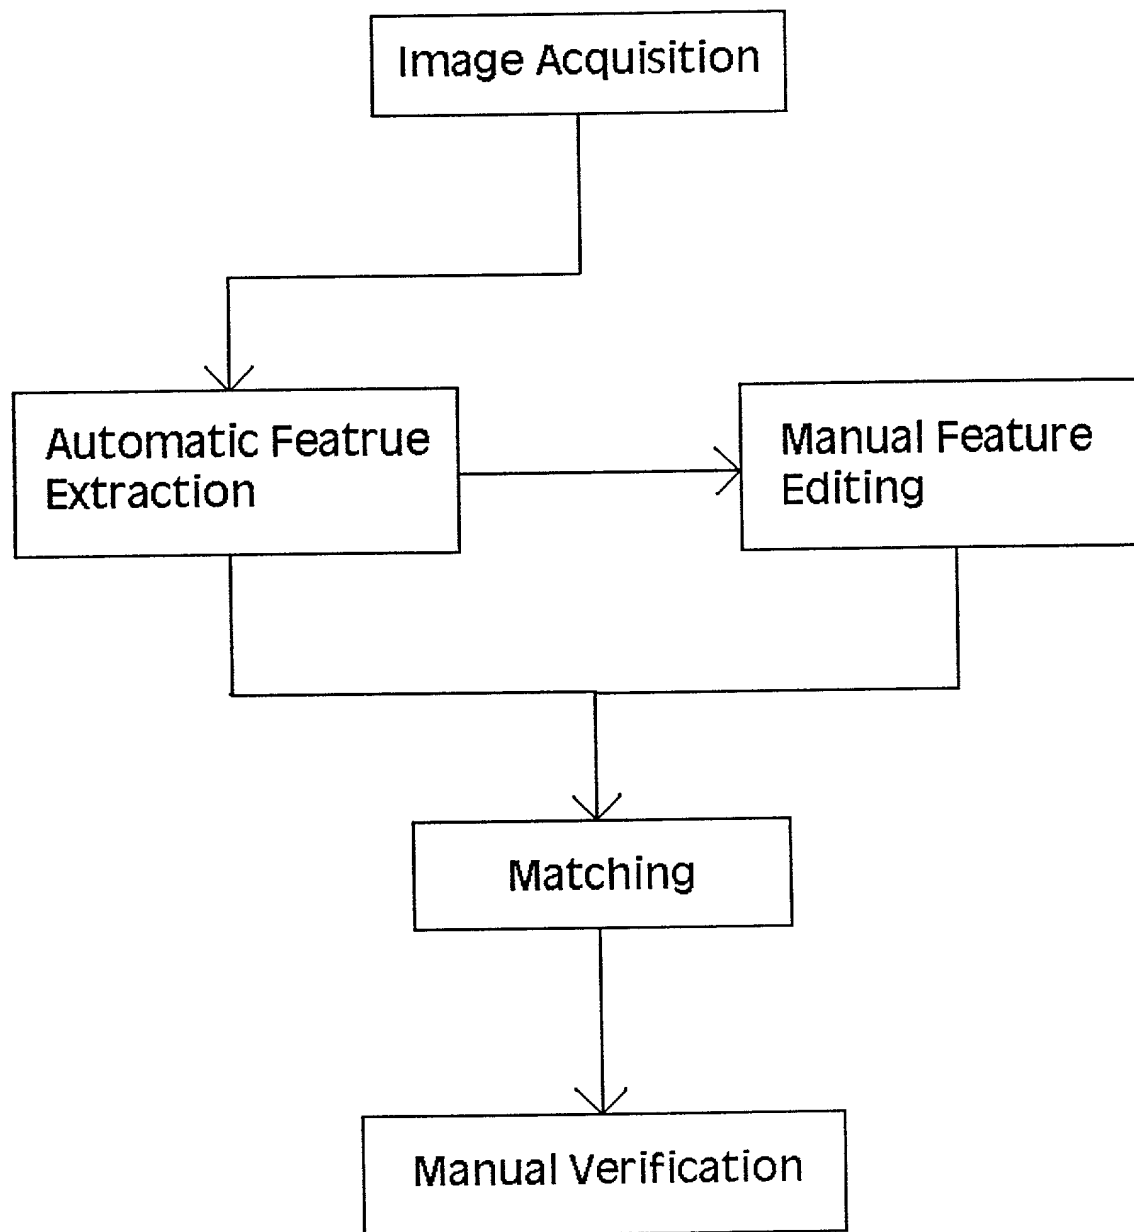 Image Acquisition
Automatic Featrue
Extraction
Manual Feature
Editing
Matching
Manual Verification